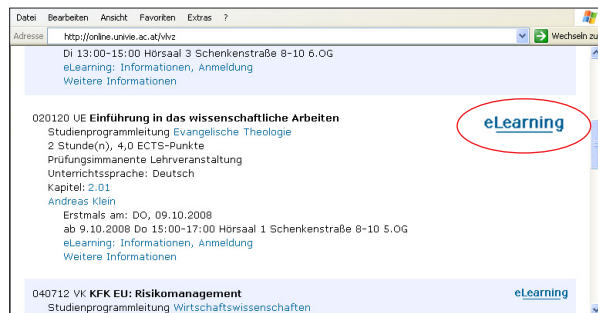 Datei Bearbeiten Ansicht Favoriten Extras ?
Adresse http://online.univie.ac.at/vlvz Wechseln zu
Di 13:00-15:00 Hörsaal 3 Schenkenstraße 8-10 6.OG
eLearning: Informationen, Anmeldung
Weitere Informationen
020120 UE Einführung in das wissenschaftliche Arbeiten eLearning
Studienprogrammleitung Evangelische Theologie
2 Stunde(n), 4,0 ECTS-Punkte
Prüfungsimmanente Lehrveranstaltung
Unterrichtssprache: Deutsch
Kapitel: 2.01
Andreas Klein
Erstmals am: DO, 09.10.2008
ab 9.10.2008 Do 15:00-17:00 Hörsaal 1 Schenkenstraße 8-10 5.OG
eLearning: Informationen, Anmeldung
Weitere Informationen
040712 VK KFK EU: Risikomanagement eLearning
Studienprogrammleitung Wirtschaftswissenschaften